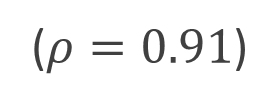 (ρ = 0.91)